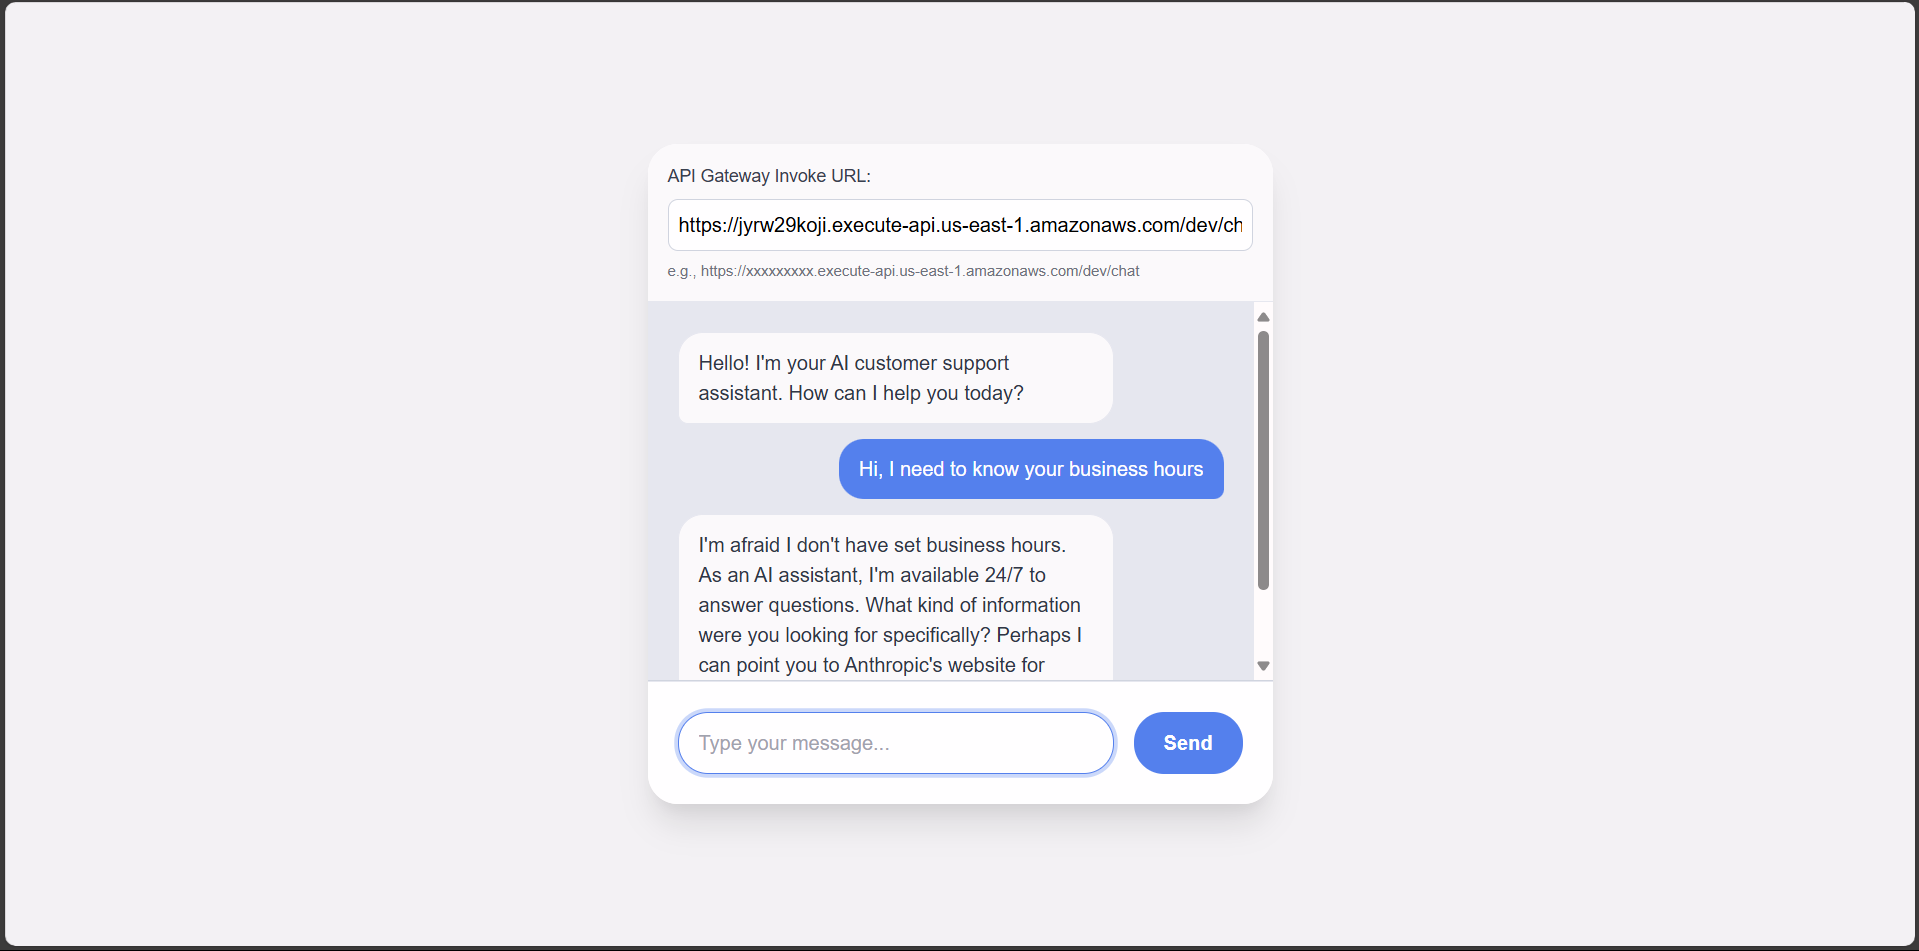 API Gateway Invoke URL:
https://jyrw29koji.execute-api.us-east-1.amazonaws.com/dev/ch
e.g., https://xxxxxxxxx.execute-api.us-east-1.amazonaws.com/dev/chat
Hello! I'm your AI customer support
assistant. How can I help you today?
Hi, I need to know your business hours
I'm afraid I don't have set business hours.
As an AI assistant, I'm available 24/7 to
answer questions. What kind of information
were you looking for specifically? Perhaps I
can point you to Anthropic's website for
Type your message...
Send